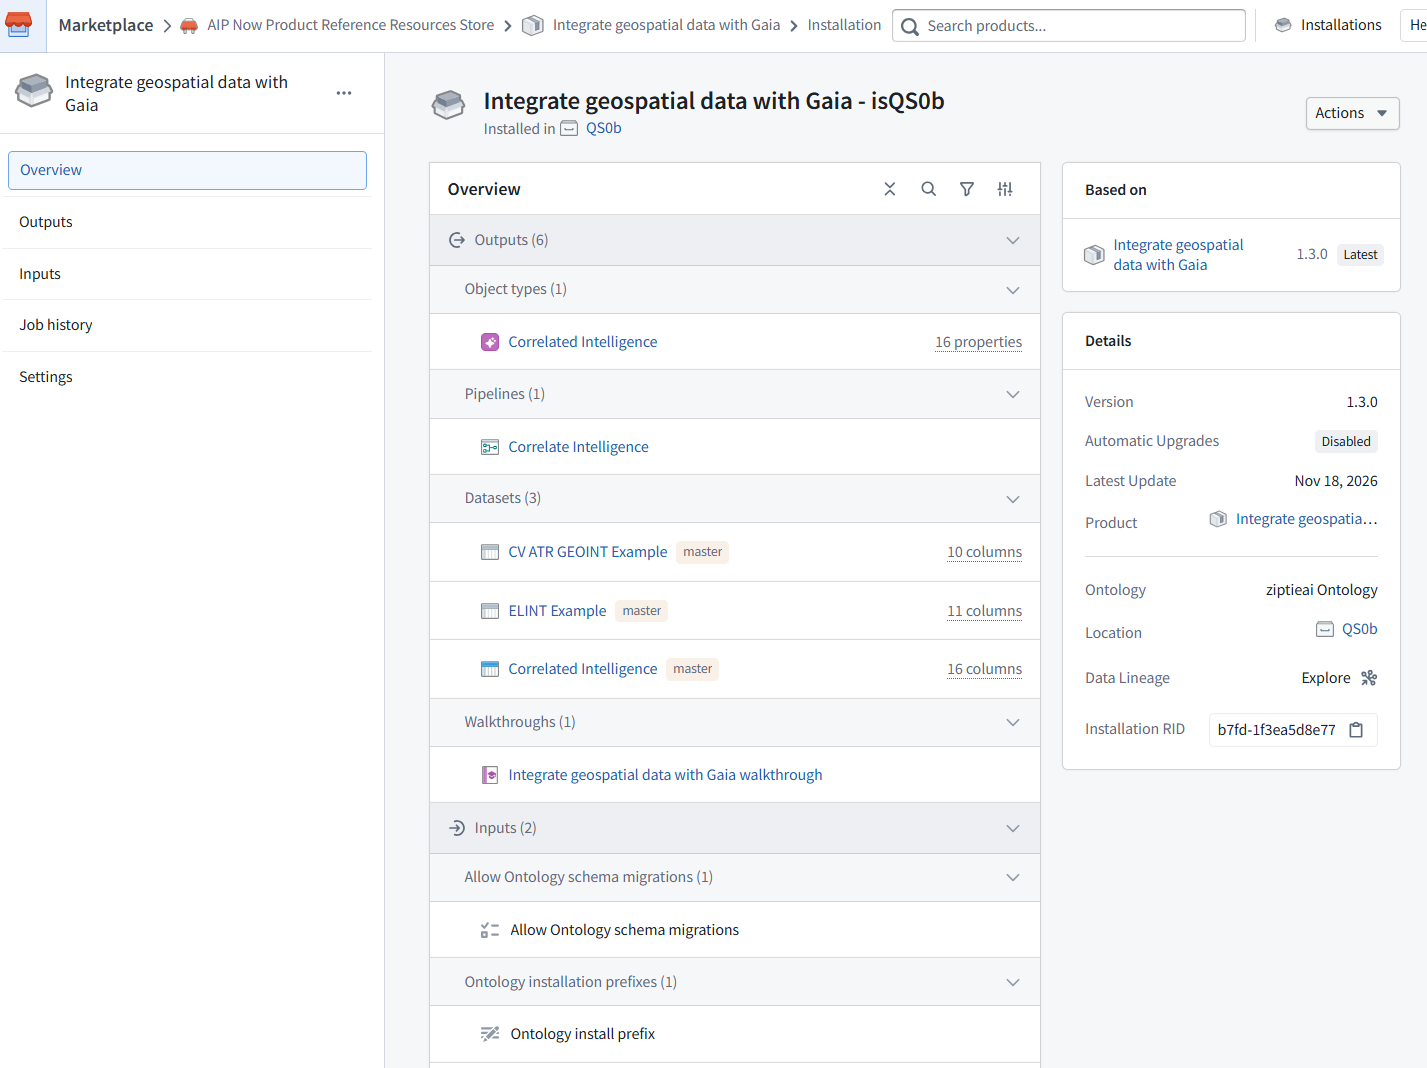 Marketplace > AIP Now Product Reference Resources Store > Integrate geospatial data with Gaia > Installation
Search products...
Installations
He
Integrate geospatial data with
Gaia
Overview
Outputs
Inputs
Job history
Settings
Integrate geospatial data with Gaia - isQS0b
Installed in QS0b
Actions
Overview
Outputs (6)
Object types (1)
Correlated Intelligence 16 properties
Pipelines (1)
Correlate Intelligence
Datasets (3)
CV ATR GEOINT Example master 10 columns
ELINT Example master 11 columns
Correlated Intelligence master 16 columns
Walkthroughs (1)
Integrate geospatial data with Gaia walkthrough
Inputs (2)
Allow Ontology schema migrations (1)
Allow Ontology schema migrations
Ontology installation prefixes (1)
Ontology install prefix
Based on
Integrate geospatial
data with Gaia
1.3.0 Latest
Details
Version 1.3.0
Automatic Upgrades Disabled
Latest Update Nov 18, 2026
Product Integrate geospatia...
Ontology ziptieai Ontology
Location QS0b
Data Lineage Explore
Installation RID b7fd-1f3ea5d8e77